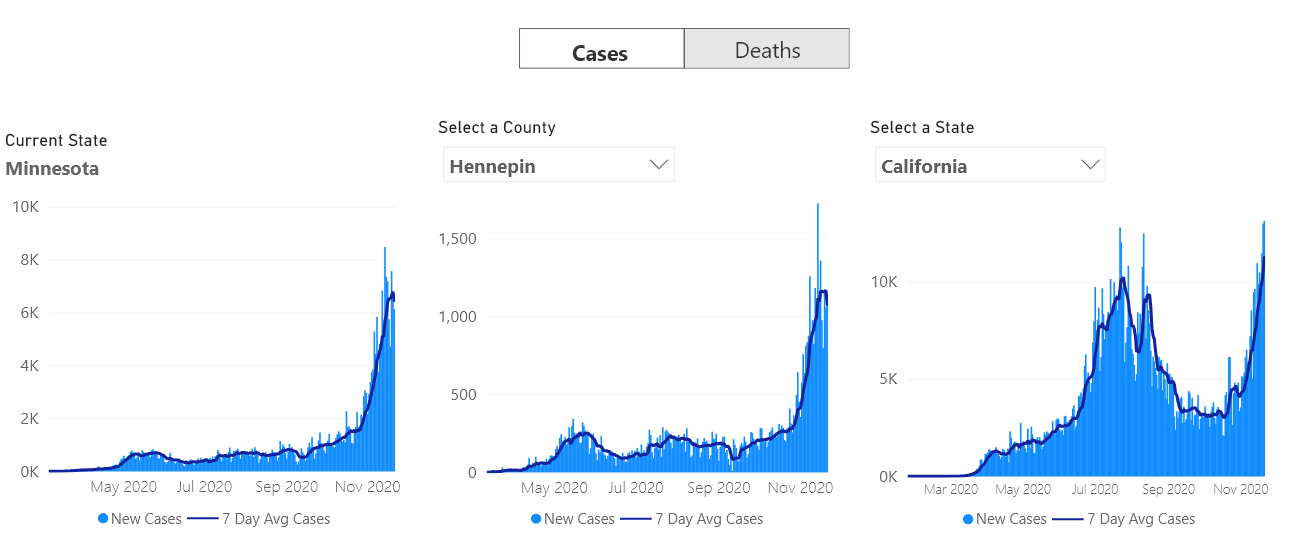 Cases
Deaths
Current State
Minnesota
10K
8K
6K
4K
2K
0K
May 2020 Jul 2020 Sep 2020 Nov 2020
New Cases 7 Day Avg Cases
Select a County
Hennepin
1,500
1,000
500
0
May 2020 Jul 2020 Sep 2020 Nov 2020
New Cases 7 Day Avg Cases
Select a State
California
10K
5K
0K
Mar 2020 May 2020 Jul 2020 Sep 2020 Nov 2020
New Cases 7 Day Avg Cases